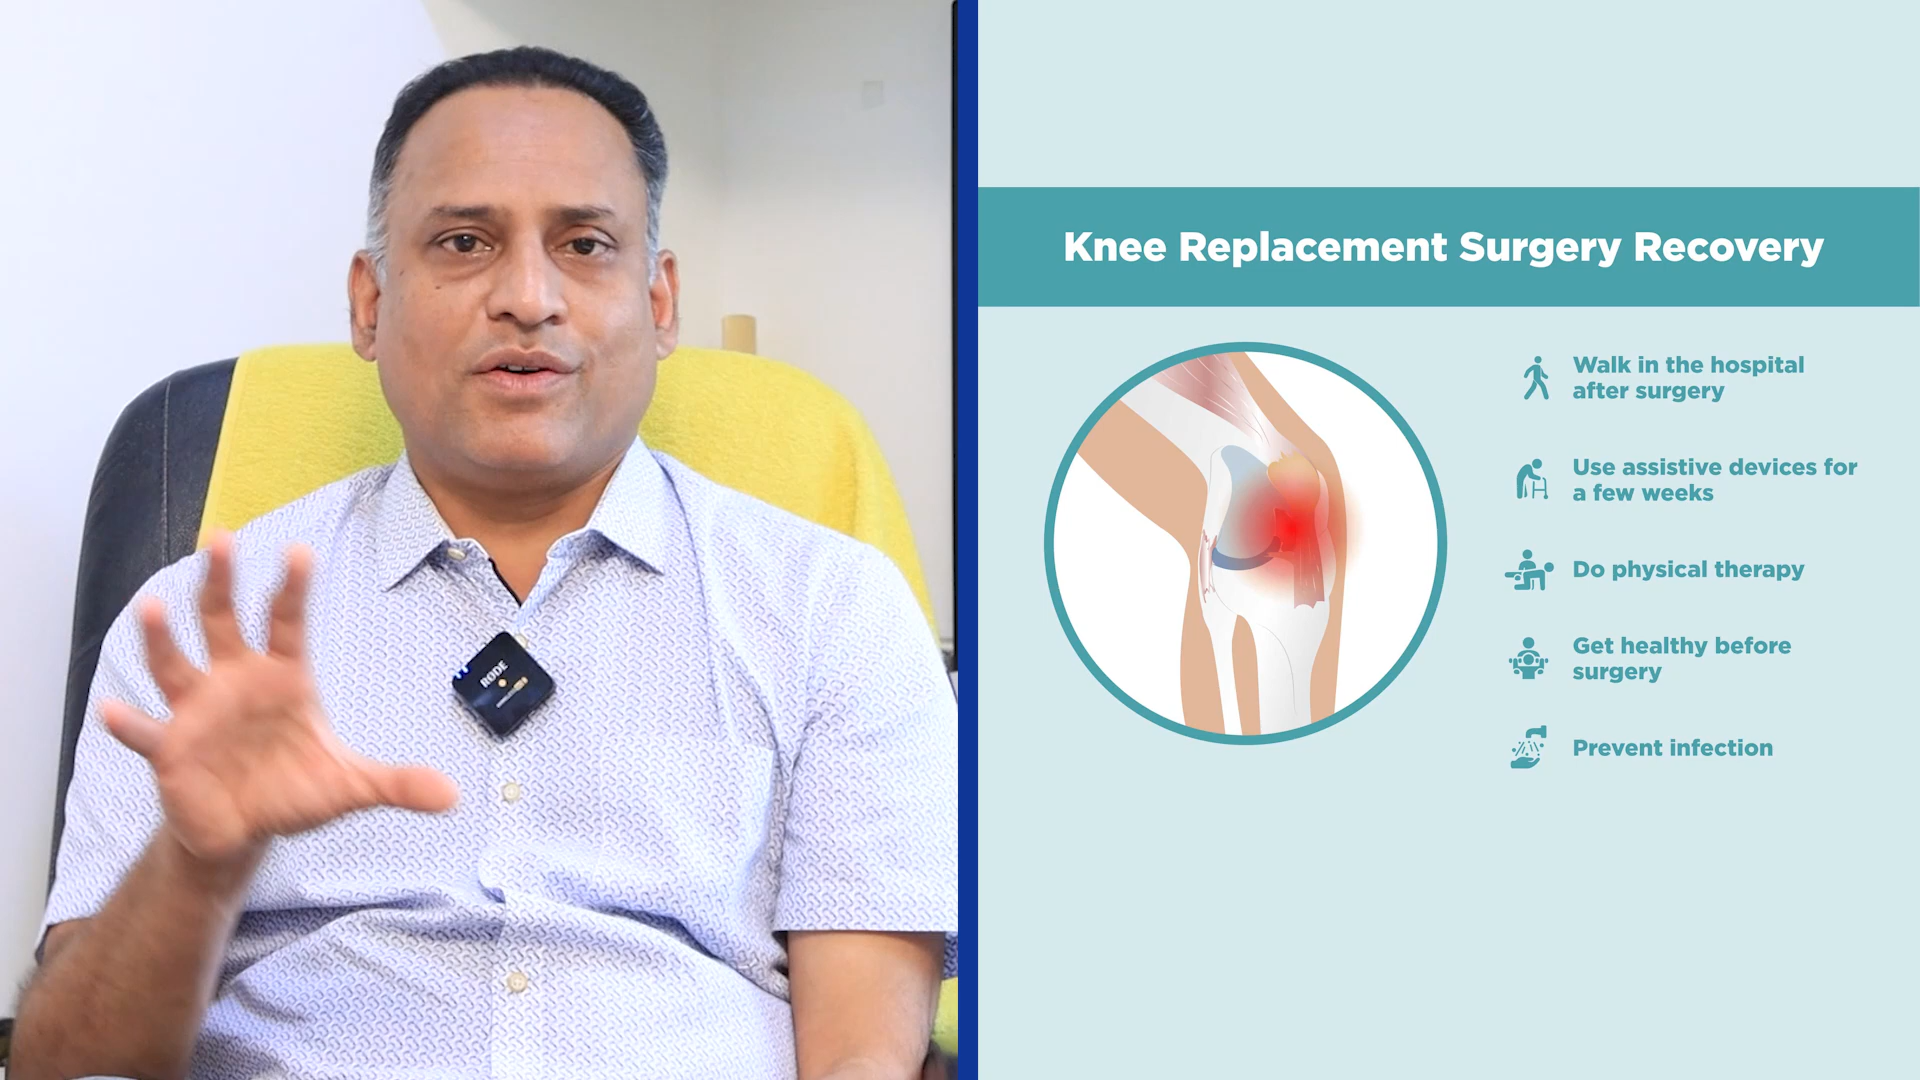 RODE
Knee Replacement Surgery Recovery
Walk in the hospital
after surgery
Use assistive devices for
a few weeks
Do physical therapy
Get healthy before
surgery
Prevent infection